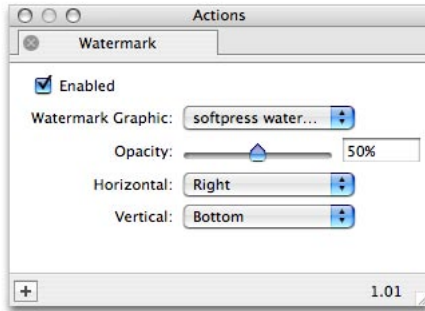 Actions
Watermark
Enabled
Watermark Graphic: softpress water...
Opacity: 50%
Horizontal: Right
Vertical: Bottom
1.01